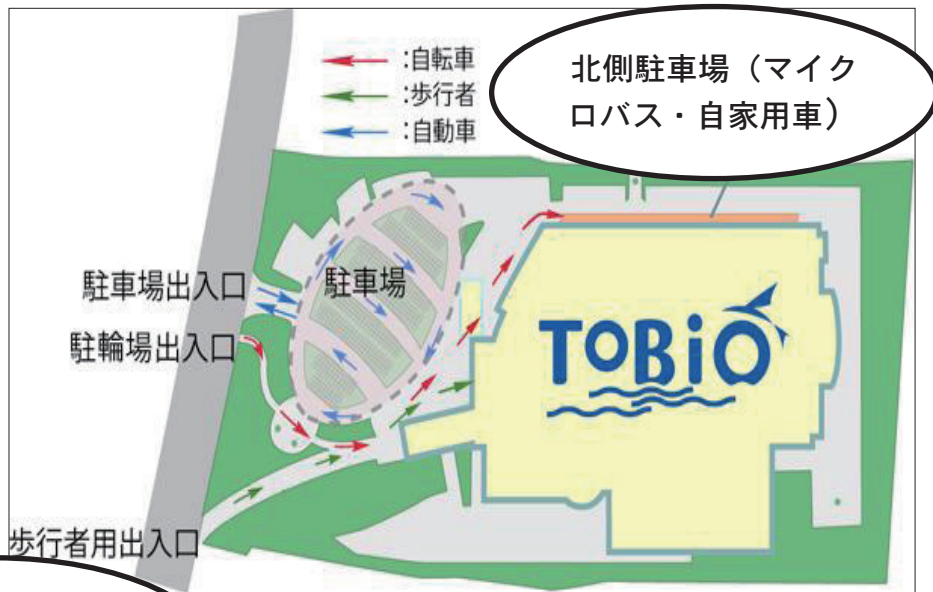 :自転車
:歩行者
:自動車
北側駐車場（マイク
ロバス・自家用車）
駐車場出入口
駐車場
駐輪場出入口
TOBiO
歩行者用出入口